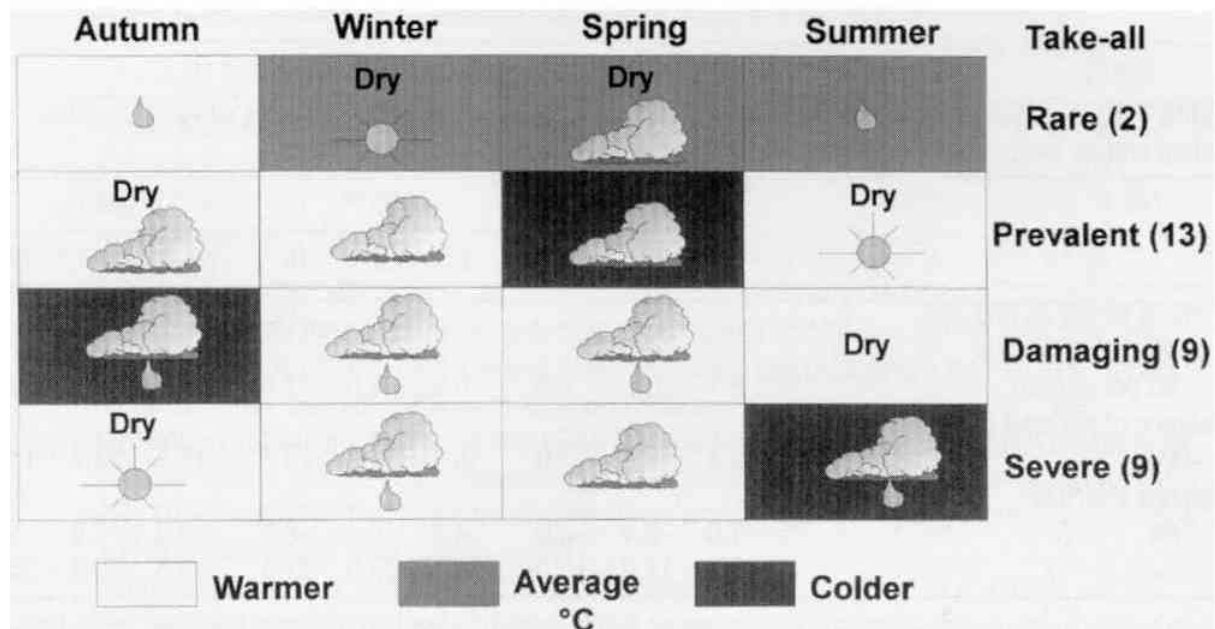 Autumn Winter Spring Summer Take-all
Dry Dry
Rare (2)
Dry Dry
Prevalent (13)
Dry
Damaging (9)
Dry
Severe (9)
Warmer Average Colder
°C